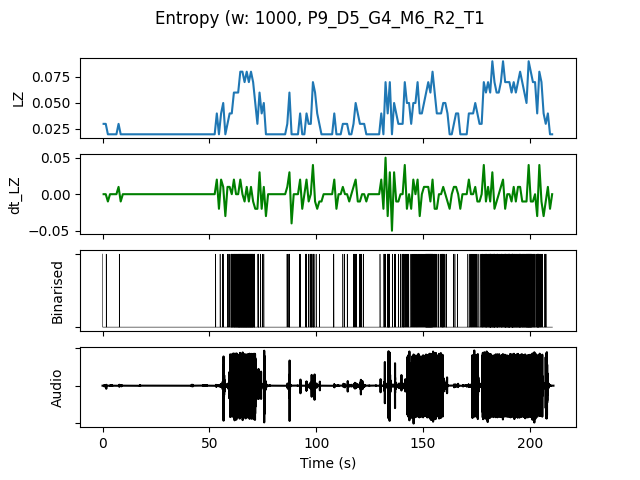 Entropy (w: 1000, P9_D5_G4_M6_R2_T1
LZ
0.075
0.050
0.025
dt_LZ
0.05
0.00
−0.05
Binarised
Audio
0
50
100
150
200
Time (s)